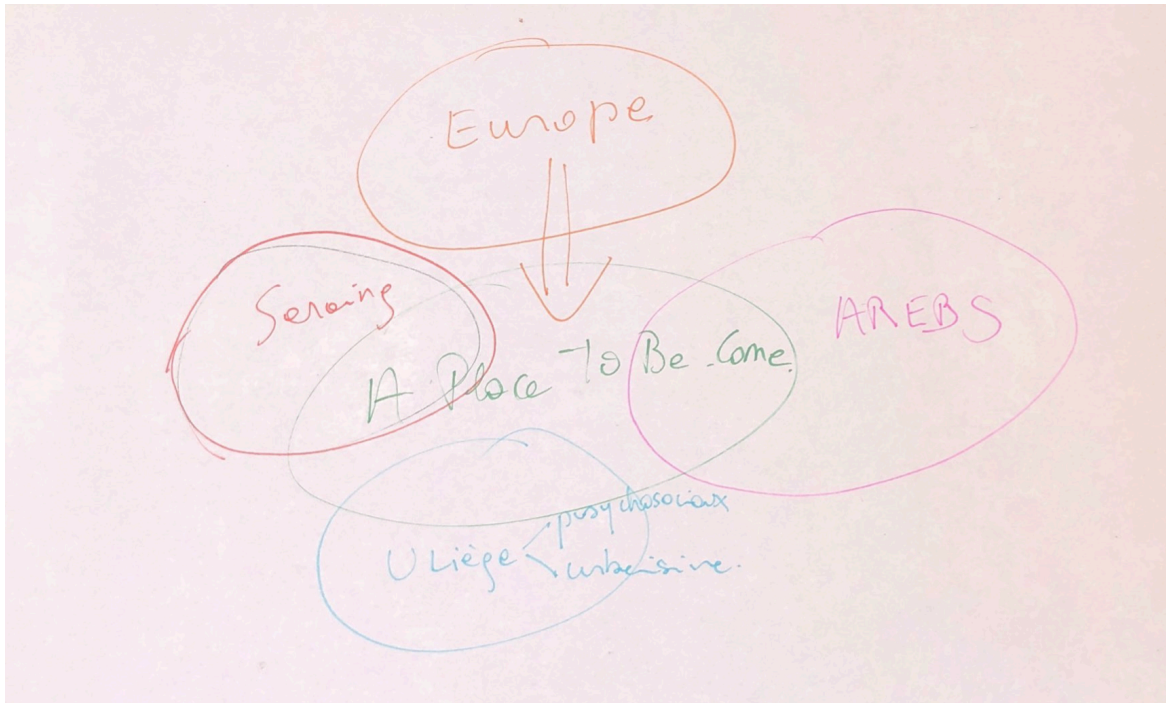 Europe
Seraing
AREBS
A Place To Be Come.
ULiège
psychosociaux
urbanisme.